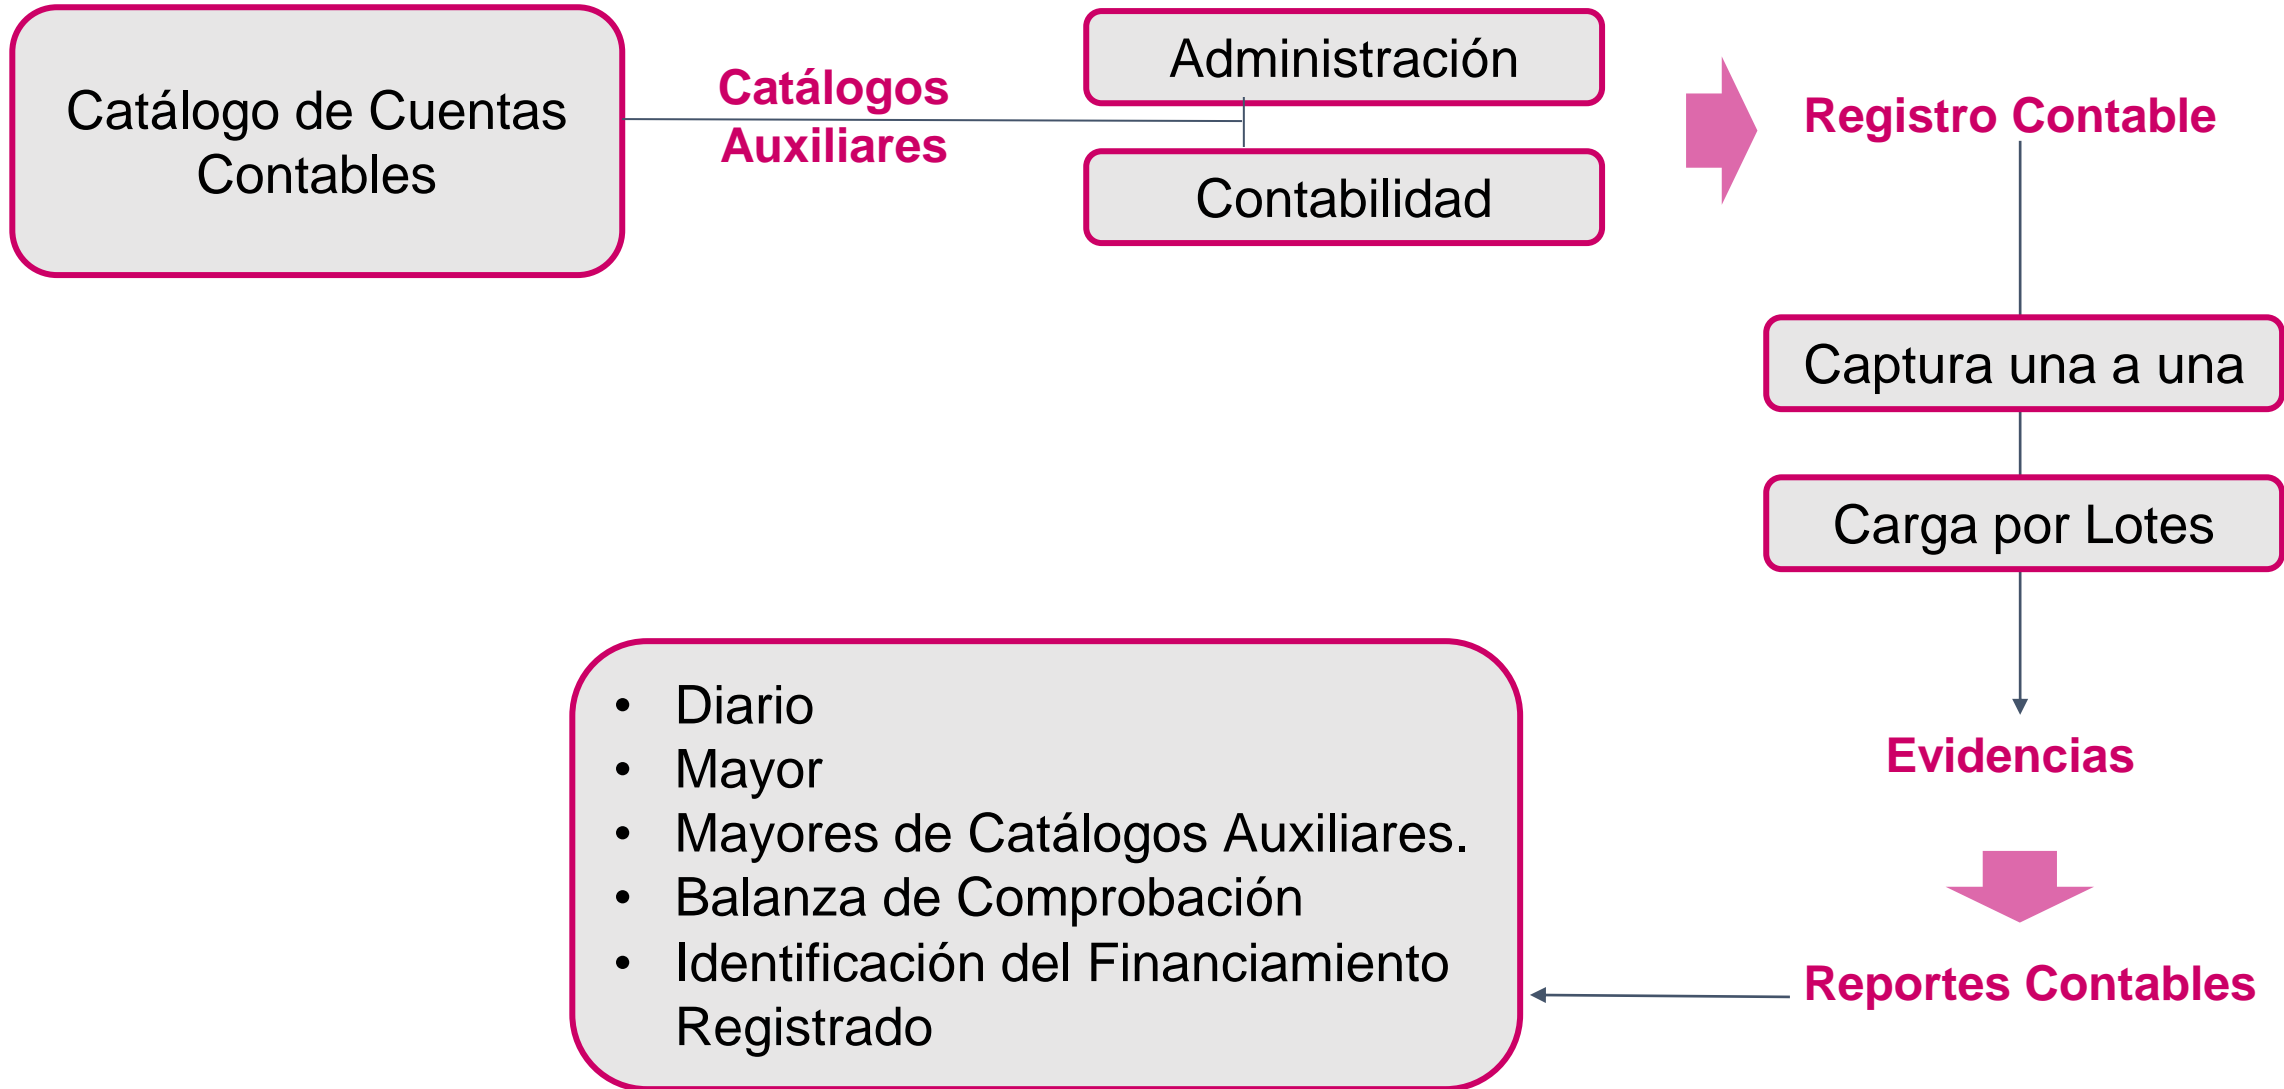 Catálogo de Cuentas
Contables
Catálogos
Auxiliares
Administración
Contabilidad
Registro Contable
Captura una a una
Carga por Lotes
Evidencias
Reportes Contables
• Diario
• Mayor
• Mayores de Catálogos Auxiliares.
• Balanza de Comprobación
• Identificación del Financiamiento
Registrado